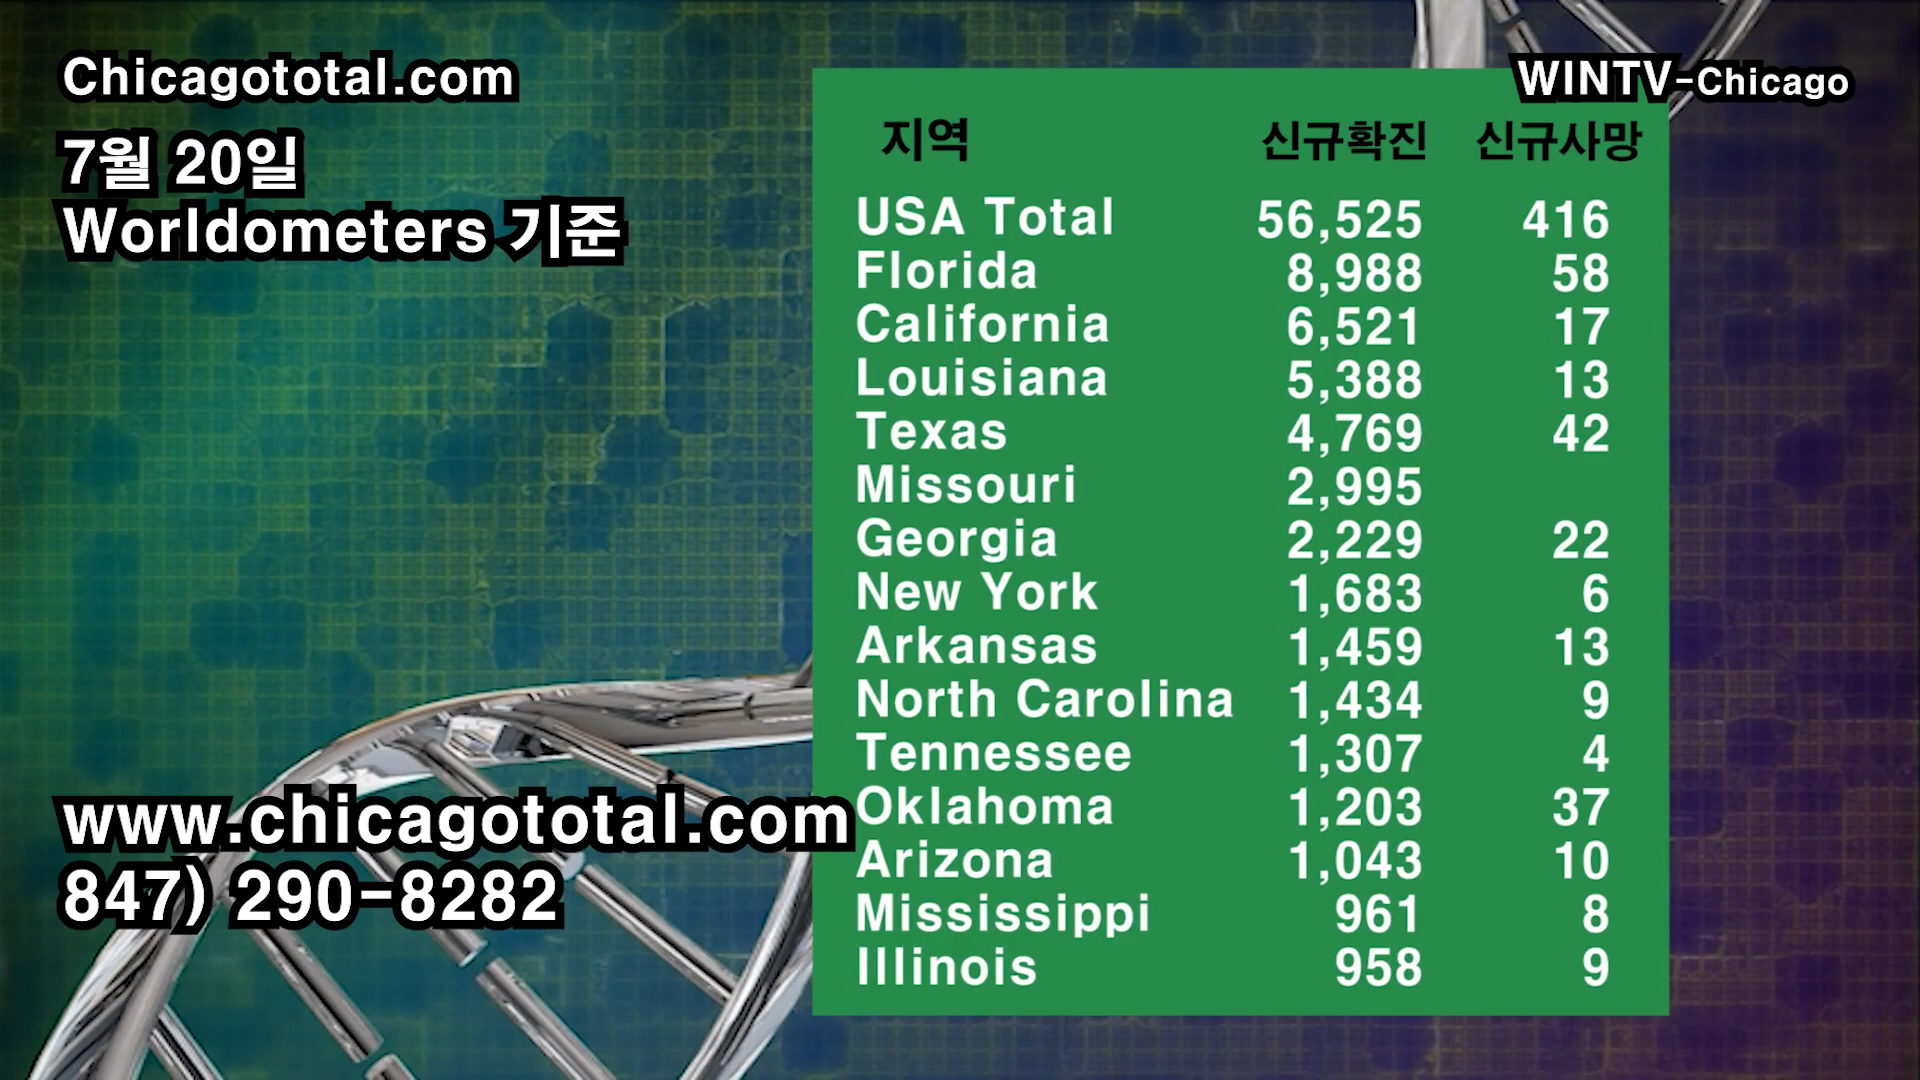 Chicagototal.com
7월 20일
Worldometers 기준
WINTV-Chicago
지역 신규확진 신규사망
USA Total 56,525 416
Florida 8,988 58
California 6,521 17
Louisiana 5,388 13
Texas 4,769 42
Missouri 2,995
Georgia 2,229 22
New York 1,683 6
Arkansas 1,459 13
North Carolina 1,434 9
Tennessee 1,307 4
Oklahoma 1,203 37
Arizona 1,043 10
Mississippi 961 8
Illinois 958 9
www.chicagototal.com
847) 290-8282